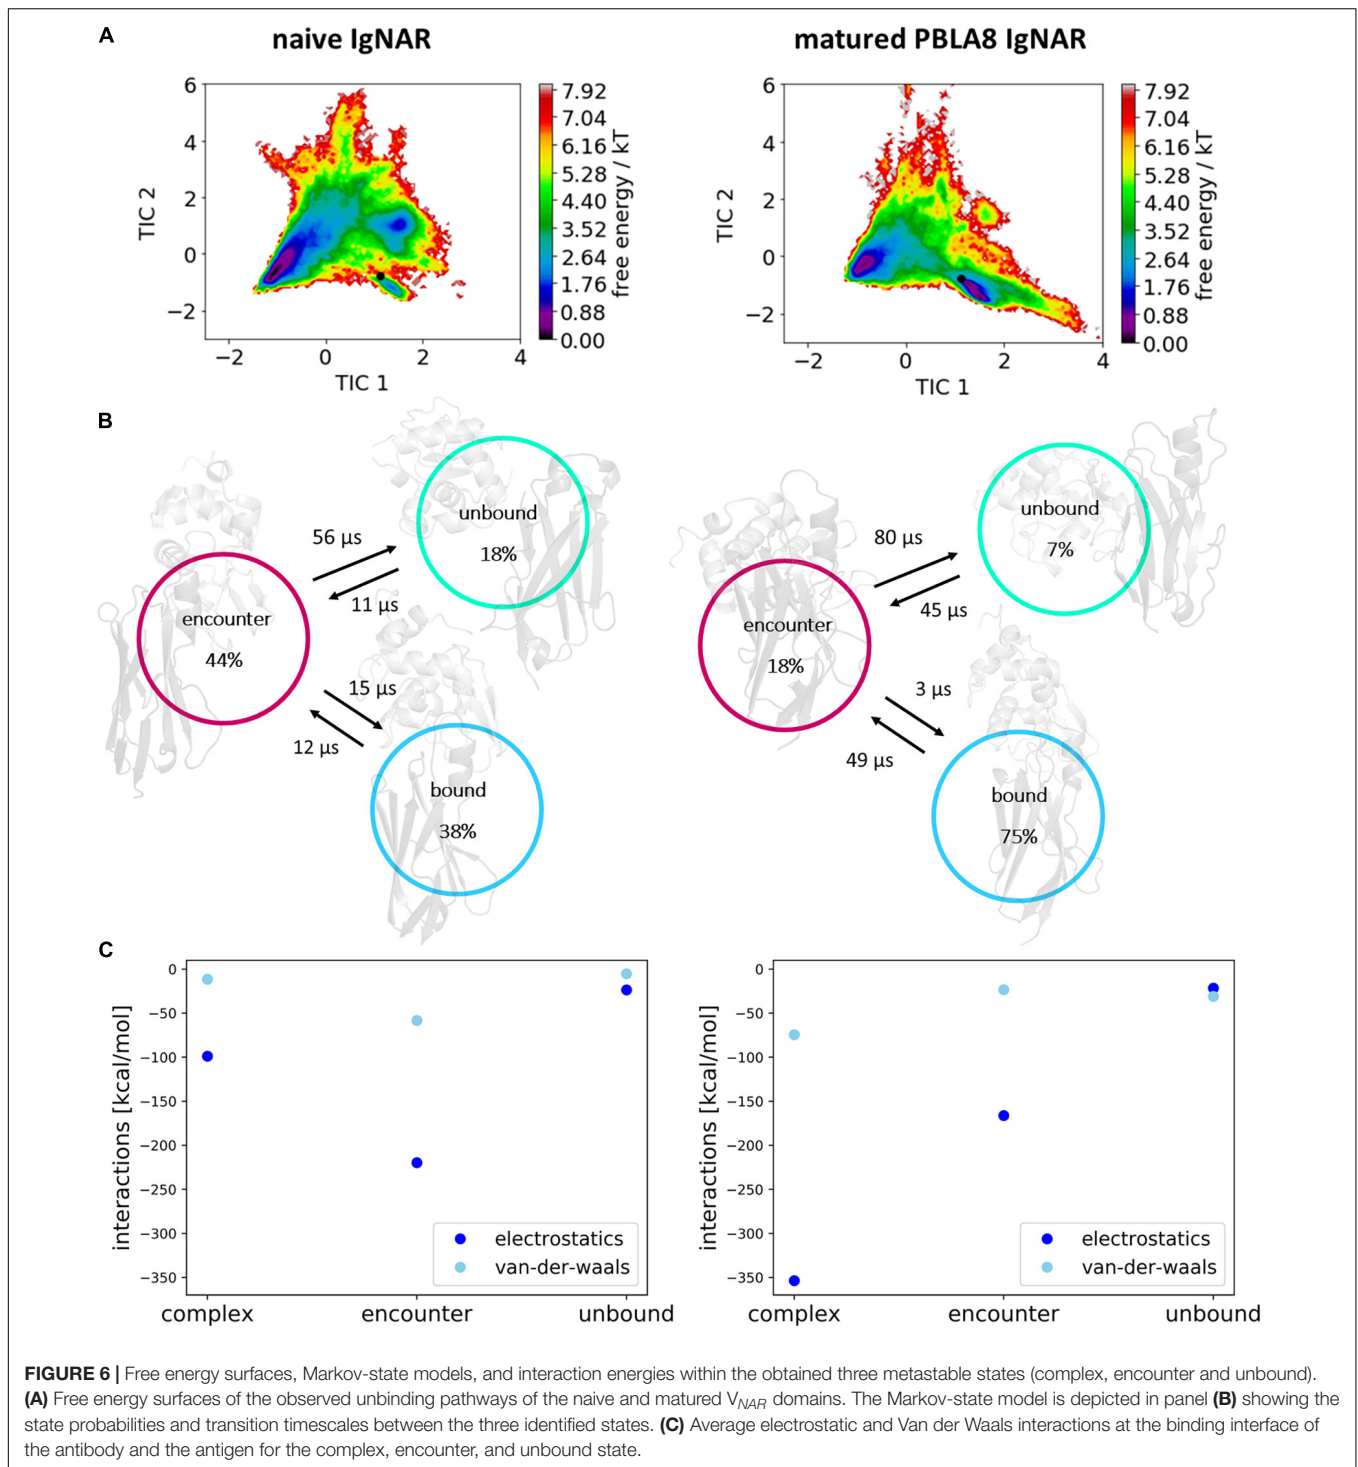 A
naive IgNAR
matured PBLA8 IgNAR
6
4
2
0
−2
TIC 2
−2
0
2
4
TIC 1
7.92
7.04
6.16
5.28
4.40
3.52
2.64
1.76
0.88
0.00
free energy / kT
6
4
2
0
−2
TIC 2
−2
0
2
4
TIC 1
7.92
7.04
6.16
5.28
4.40
3.52
2.64
1.76
0.88
0.00
free energy / kT
B
unbound
18%
56 µs
11 µs
encounter
44%
15 µs
12 µs
bound
38%
unbound
7%
80 µs
45 µs
encounter
18%
3 µs
49 µs
bound
75%
C
0
−50
−100
−150
−200
−250
−300
−350
interactions [kcal/mol]
electrostatics
van-der-waals
complex
encounter
unbound
0
−50
−100
−150
−200
−250
−300
−350
interactions [kcal/mol]
electrostatics
van-der-waals
complex
encounter
unbound
FIGURE 6 | Free energy surfaces, Markov-state models, and interaction energies within the obtained three metastable states (complex, encounter and unbound).
(A) Free energy surfaces of the observed unbinding pathways of the naive and matured VNAR domains. The Markov-state model is depicted in panel (B) showing the
state probabilities and transition timescales between the three identified states. (C) Average electrostatic and Van der Waals interactions at the binding interface of
the antibody and the antigen for the complex, encounter, and unbound state.